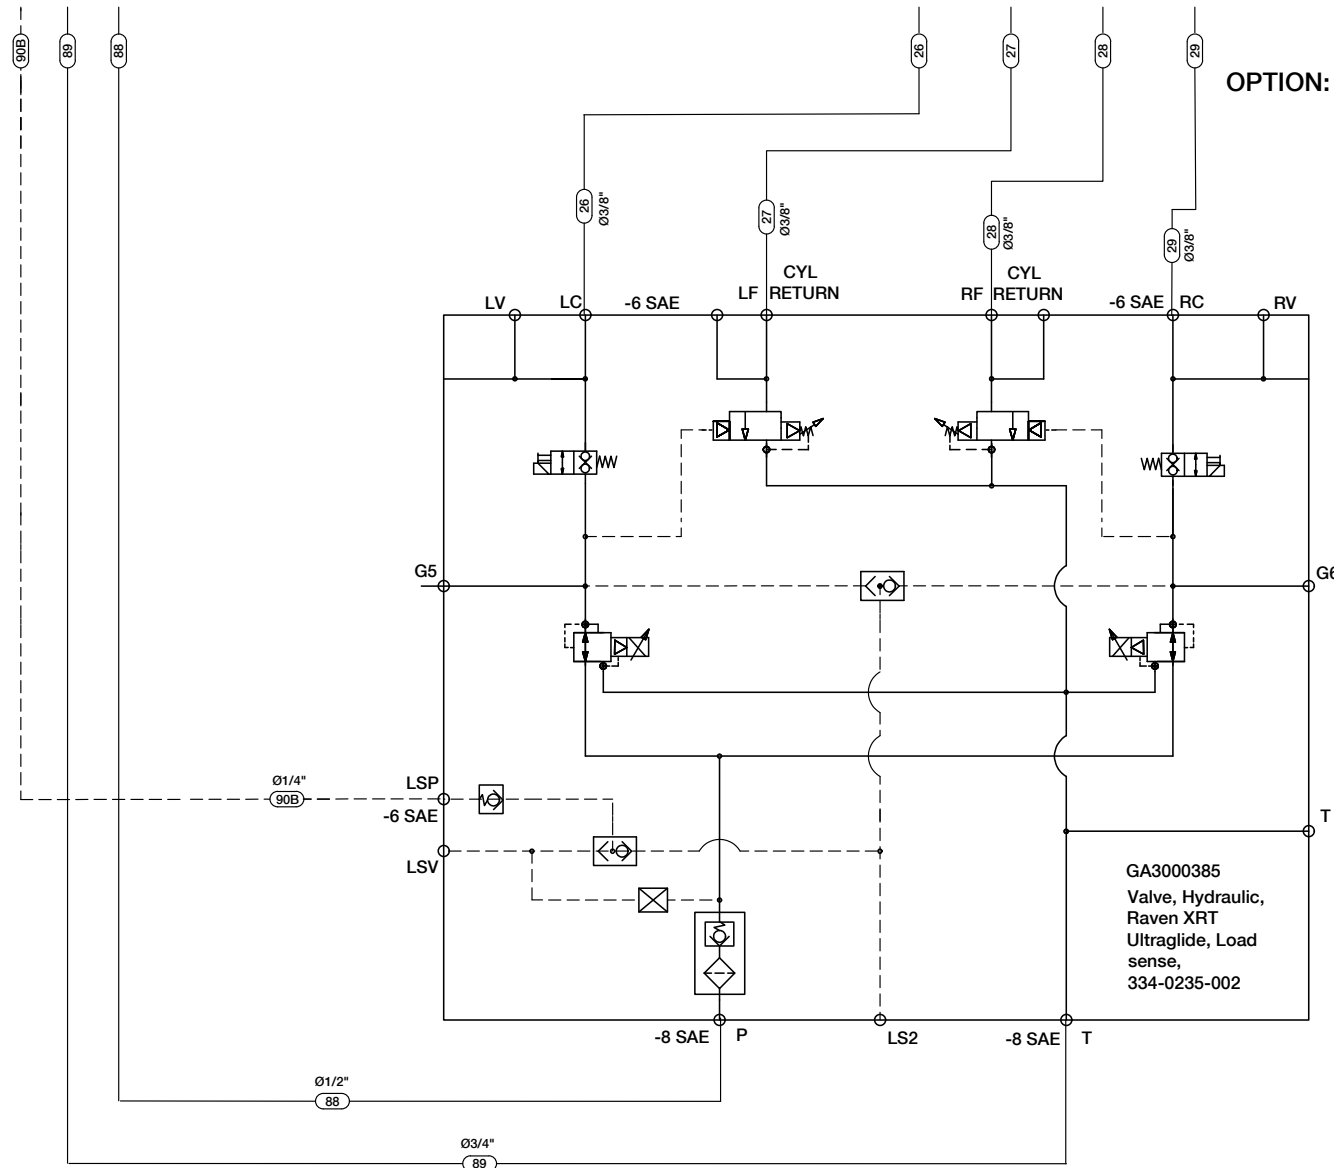 90B
89
88
26
27
28
29
OPTION:
26
Ø3/8"
27
Ø3/8"
28
Ø3/8"
29
Ø3/8"
CYL
LF RETURN
CYL
RF RETURN
LV
LC
-6 SAE
-6 SAE
RC
RV
G5
G6
Ø1/4"
90B
LSP
-6 SAE
LSV
T
GA3000385
Valve, Hydraulic,
Raven XRT
Ultraglide, Load
sense,
334-0235-002
-8 SAE
P
LS2
-8 SAE
T
Ø1/2"
88
Ø3/4"
89